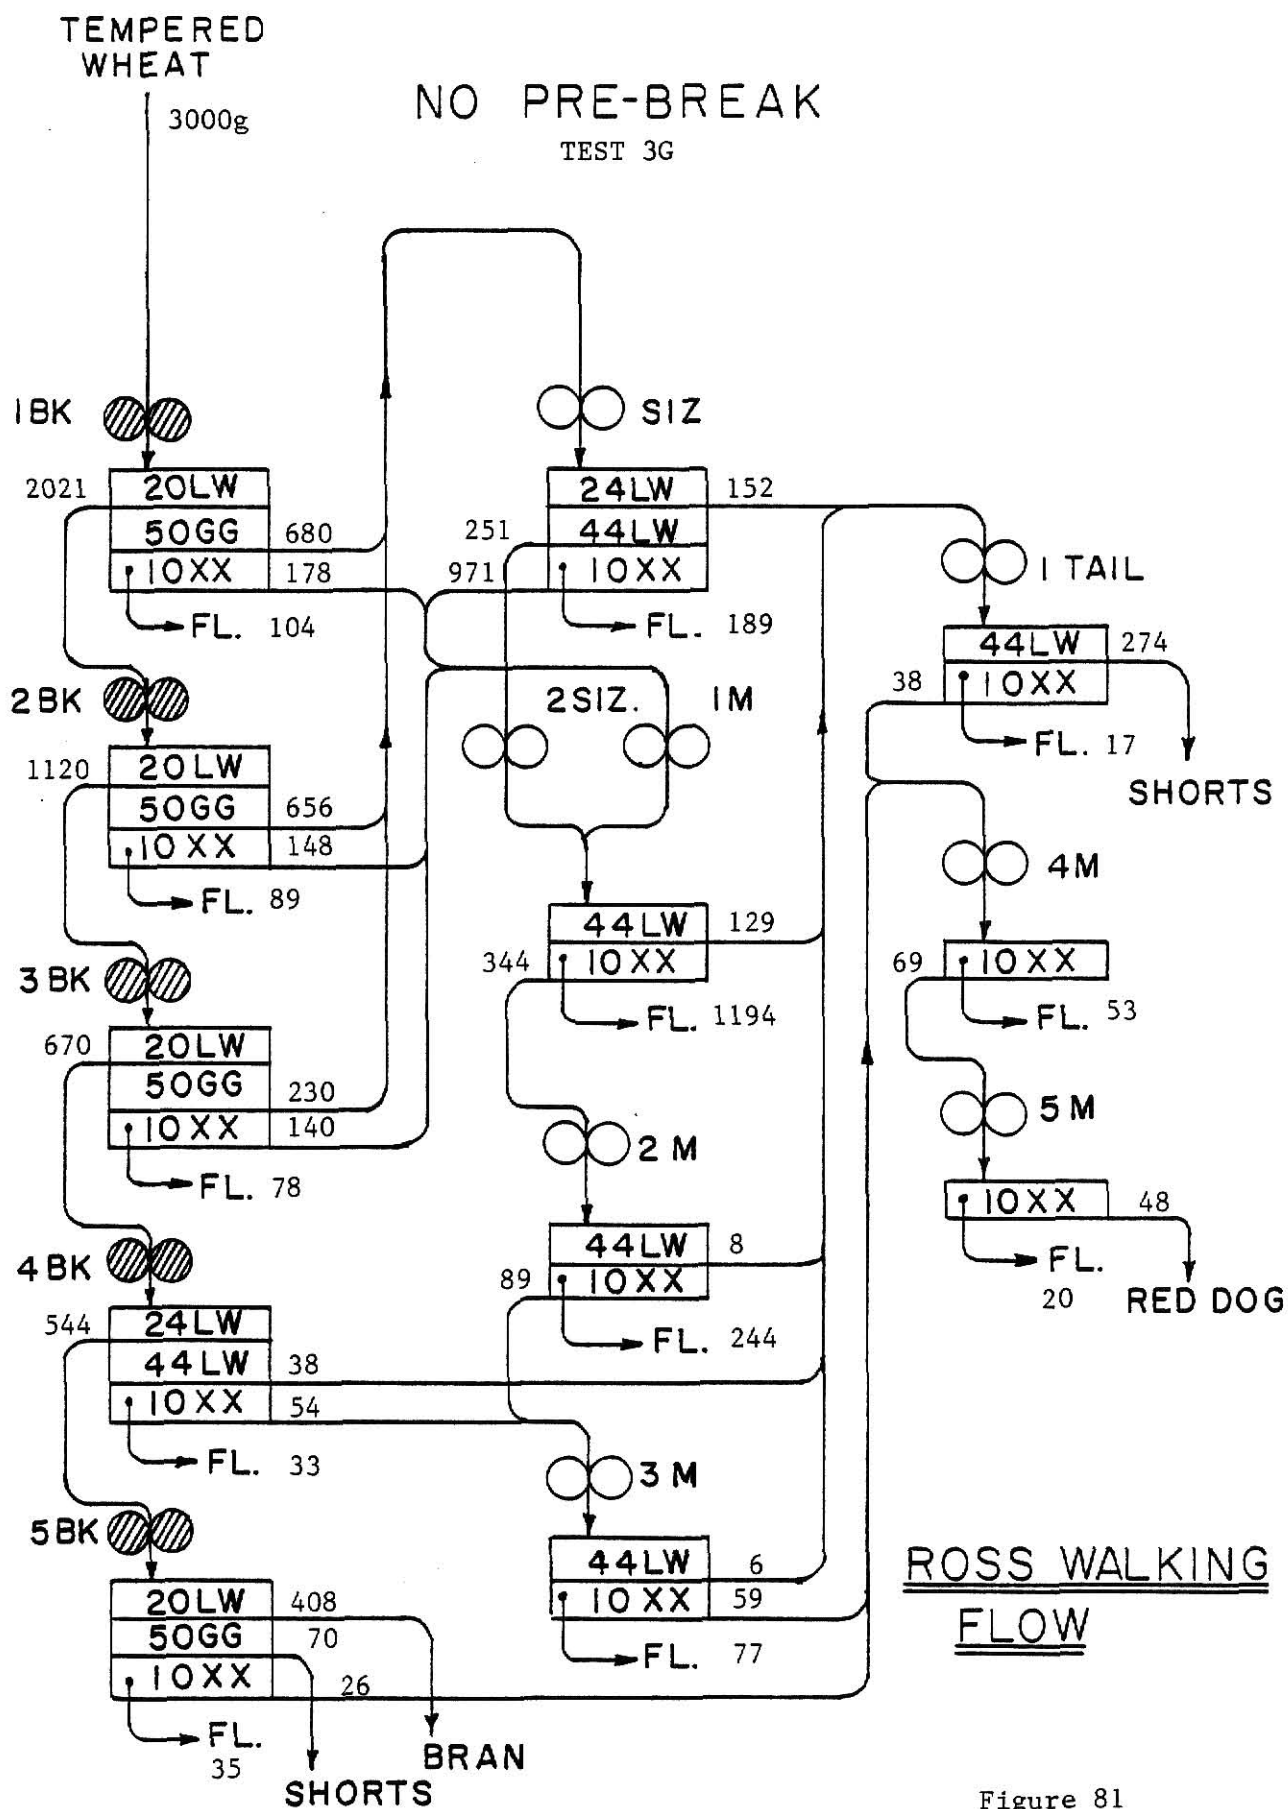 TEMPERED
WHEAT
3000g
NO PRE-BREAK
TEST 3G
1BK
2021
20LW
50GG
680
10XX
178
FL. 104
2BK
1120
20LW
50GG
656
10XX
148
FL. 89
3BK
670
20LW
50GG
230
10XX
140
FL. 78
4BK
544
24LW
44LW
38
10XX
54
FL. 33
5BK
20LW
408
50GG
70
10XX
26
FL.
35
SHORTS
BRAN
SIZ
24LW
152
251
44LW
971
10XX
FL. 189
2SIZ.
1M
44LW
129
344
10XX
FL. 1194
2M
44LW
8
89
10XX
FL. 244
3M
44LW
6
10XX
59
FL. 77
1 TAIL
44LW
274
38
10XX
FL. 17
SHORTS
4M
69
10XX
FL. 53
5M
10XX
48
FL.
20
RED DOG
ROSS WALKING
FLOW
Figure 81